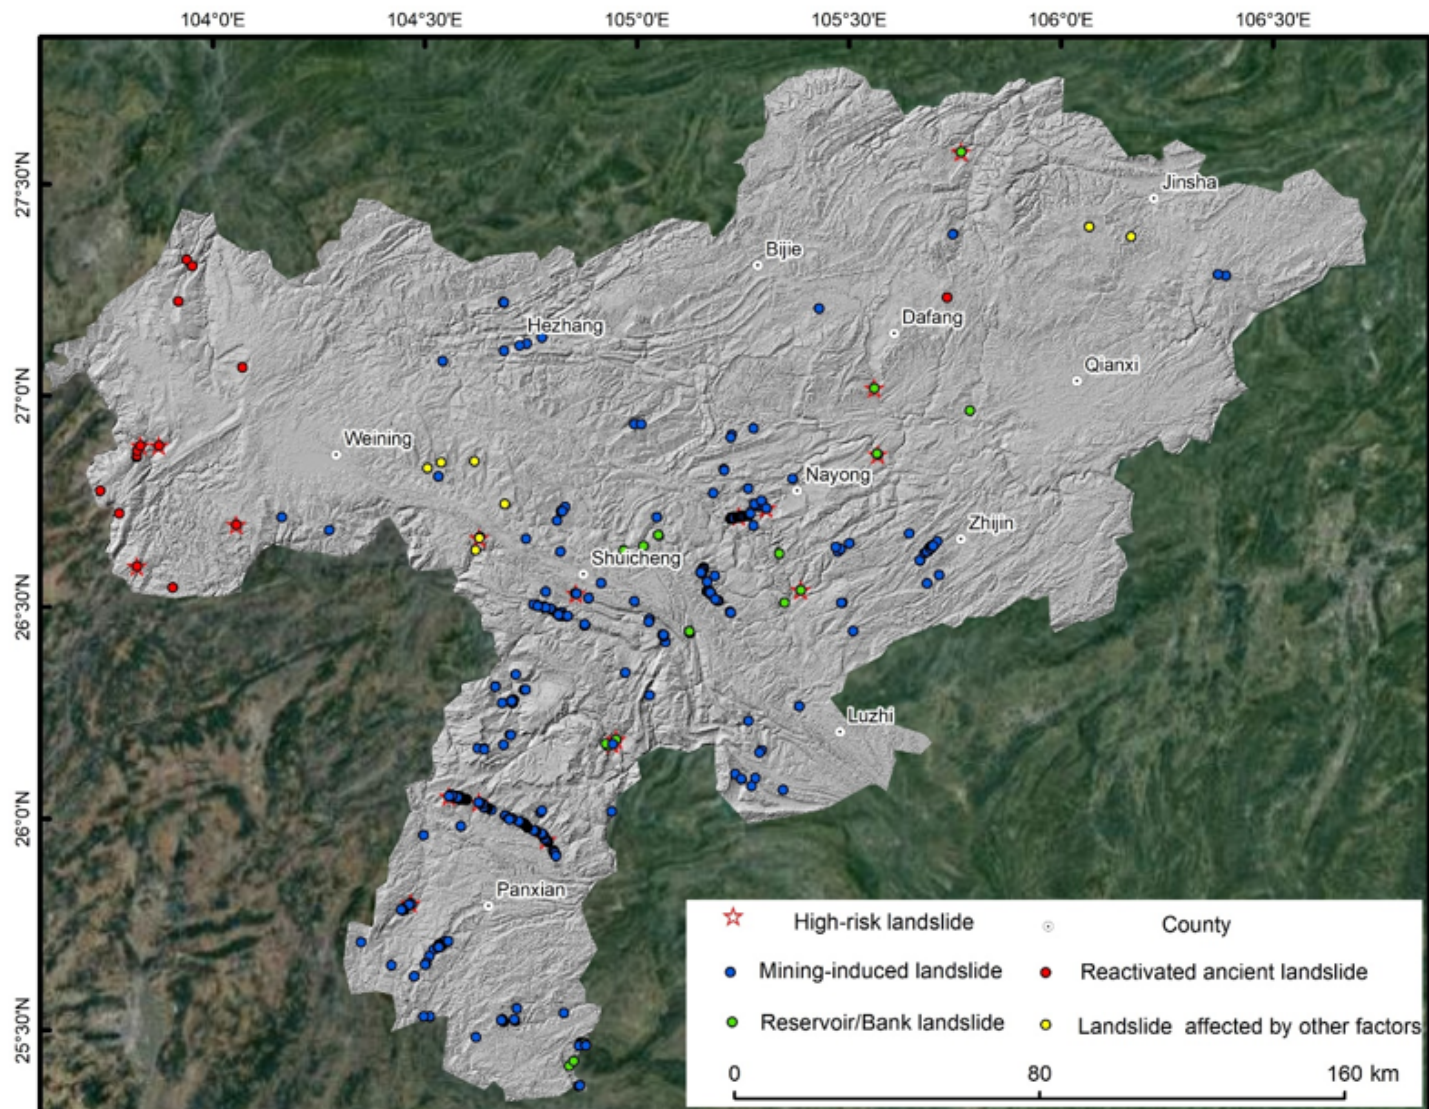 104°0'E 104°30'E 105°0'E 105°30'E 106°0'E 106°30'E
27°30'N
27°0'N
26°30'N
26°0'N
25°30'N
Jinsha
Bijie
Hezhang
Dafang
Qianxi
Weining
Nayong
Zhijin
Shuicheng
Luzhi
Panxian
High-risk landslide
County
Mining-induced landslide
Reactivated ancient landslide
Reservoir/Bank landslide
Landslide affected by other factors
0 80 160 km